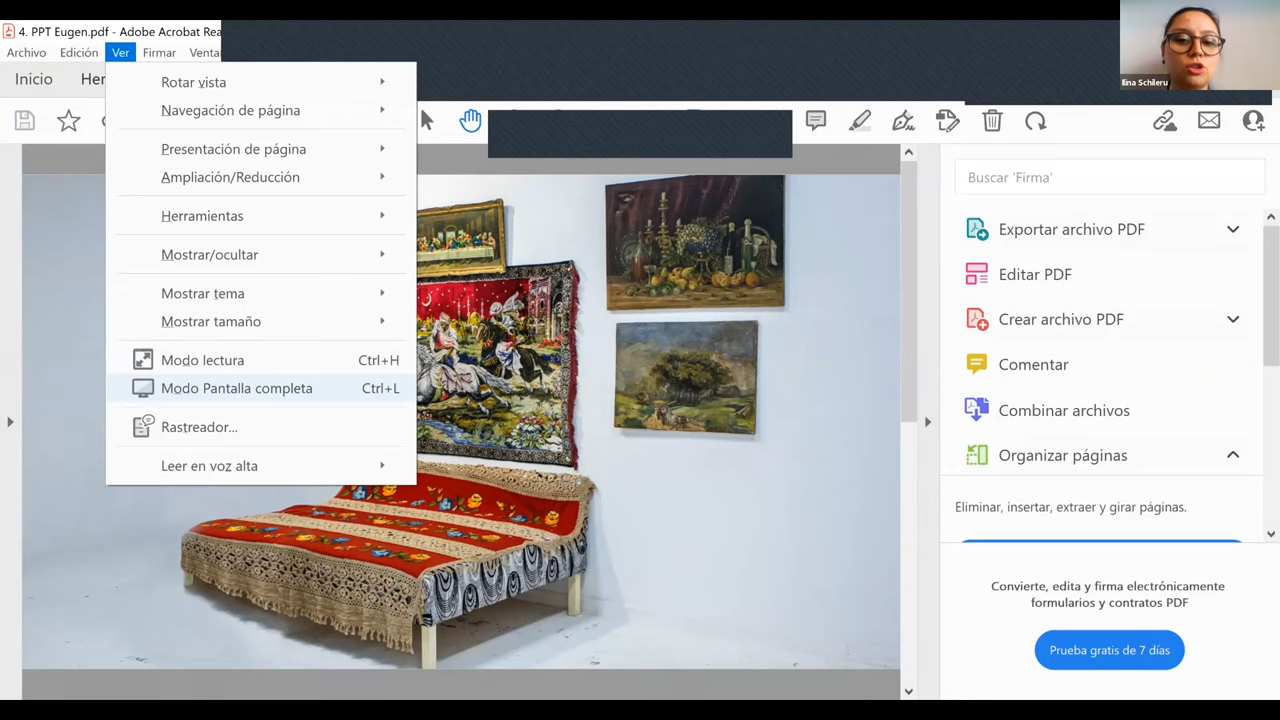 4. PPT Eugen.pdf - Adobe Acrobat Rea
Archivo Edición Ver Firmar Venta
Inicio Her
Rotar vista
Navegación de página
Presentación de página
Ampliación/Reducción
Herramientas
Mostrar/ocultar
Mostrar tema
Mostrar tamaño
Modo lectura Ctrl+H
Modo Pantalla completa Ctrl+L
Rastreador...
Leer en voz alta
Ilina Schileru
Buscar 'Firma'
Exportar archivo PDF
Editar PDF
Crear archivo PDF
Comentar
Combinar archivos
Organizar páginas
Eliminar, insertar, extraer y girar páginas.
Convierte, edita y firma electrónicamente
formularios y contratos PDF
Prueba gratis de 7 días